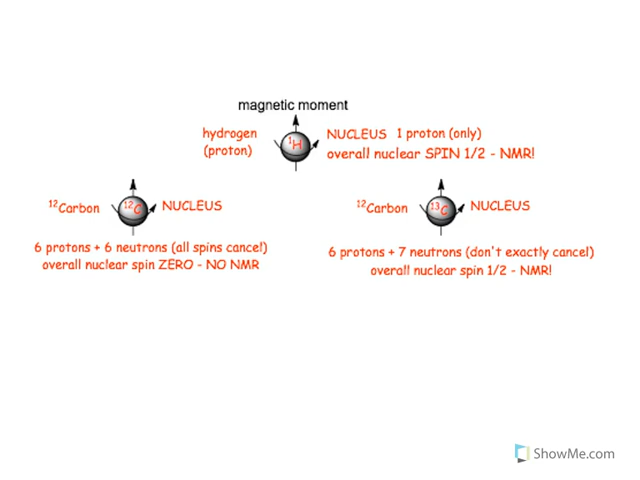 magnetic moment
hydrogen
(proton)
¹H
NUCLEUS 1 proton (only)
overall nuclear SPIN 1/2 - NMR!
¹²Carbon
¹²C
NUCLEUS
6 protons + 6 neutrons (all spins cancel!)
overall nuclear spin ZERO - NO NMR
¹²Carbon
¹³C
NUCLEUS
6 protons + 7 neutrons (don't exactly cancel)
overall nuclear spin 1/2 - NMR!
ShowMe.com